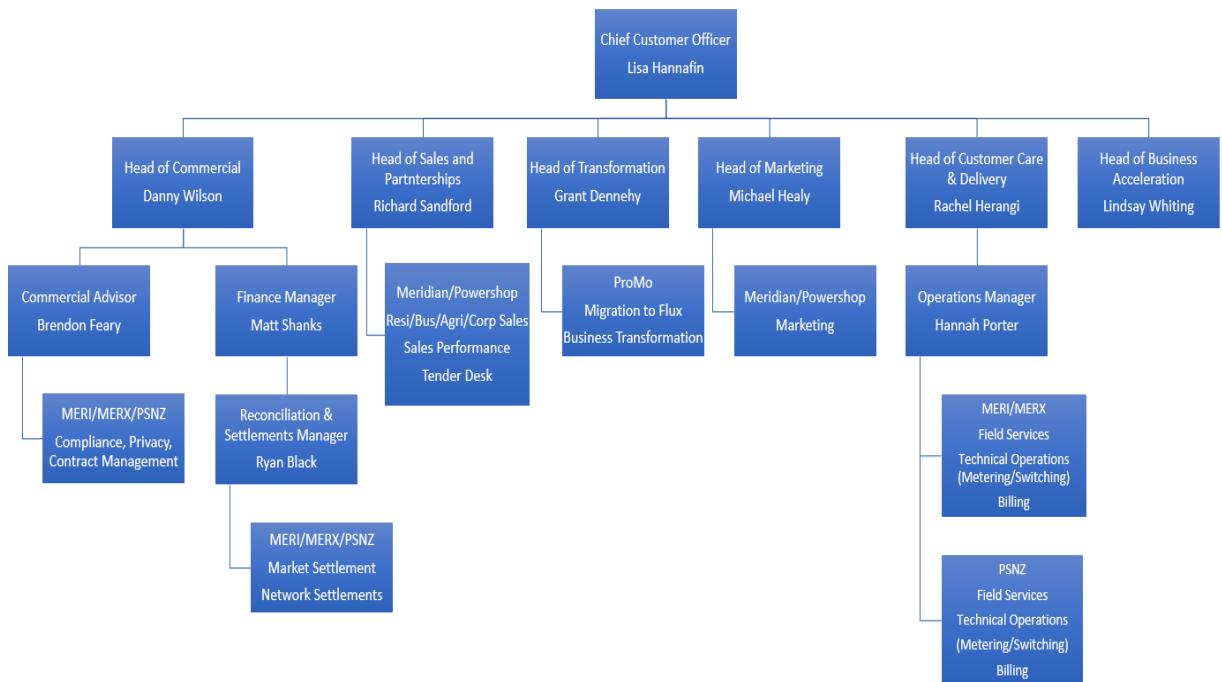 Chief Customer Officer
Lisa Hannafin
Head of Commercial
Danny Wilson
Head of Sales and
Partnterships
Richard Sandford
Head of Transformation
Grant Dennehy
Head of Marketing
Michael Healy
Head of Customer Care
& Delivery
Rachel Herangi
Head of Business
Acceleration
Lindsay Whiting
Commercial Advisor
Brendon Feary
Finance Manager
Matt Shanks
Meridian/Powershop
Resi/Bus/Agri/Corp Sales
Sales Performance
Tender Desk
ProMo
Migration to Flux
Business Transformation
Meridian/Powershop
Marketing
Operations Manager
Hannah Porter
MERI/MERX/PSNZ
Compliance, Privacy,
Contract Management
Reconciliation &
Settlements Manager
Ryan Black
MERI/MERX
Field Services
Technical Operations
(Metering/Switching)
Billing
MERI/MERX/PSNZ
Market Settlement
Network Settlements
PSNZ
Field Services
Technical Operations
(Metering/Switching)
Billing